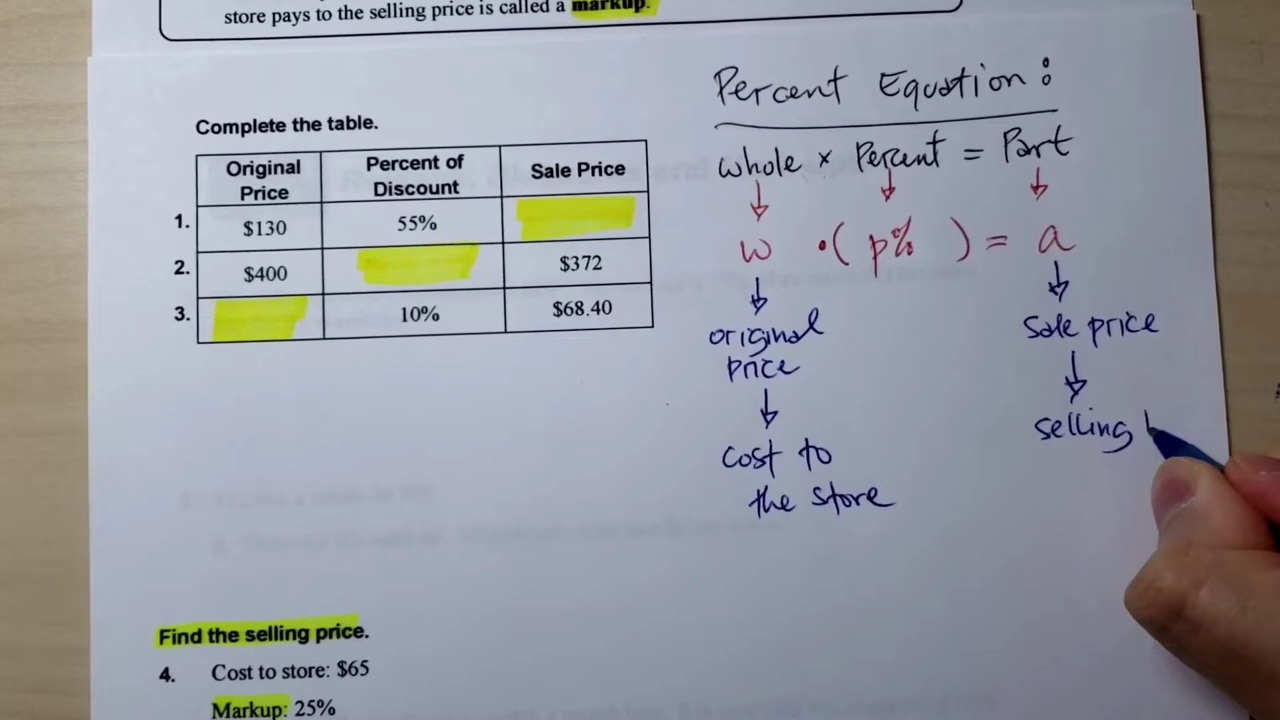 store pays to the selling price is called a markup.
Complete the table.
Original Price Percent of Discount Sale Price
1. $130 55%
2. $400 $372
3. 10% $68.40
Find the selling price.
4. Cost to store: $65
Markup: 25%
Percent Equation:
whole × Percent = Part
w •( p% ) = a
original
price
cost to
the store
Sale price
selling